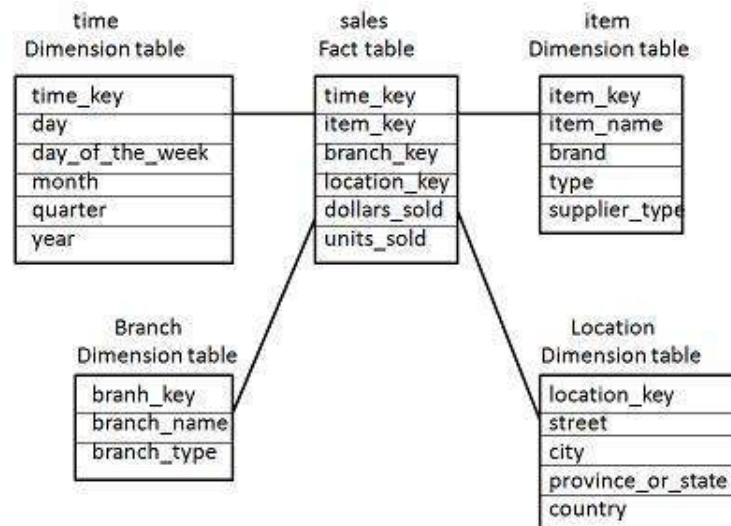 time
Dimension table
time_key
day
day_of_the_week
month
quarter
year
sales
Fact table
time_key
item_key
branch_key
location_key
dollars_sold
units_sold
item
Dimension table
item_key
item_name
brand
type
supplier_type
Branch
Dimension table
branh_key
branch_name
branch_type
Location
Dimension table
location_key
street
city
province_or_state
country